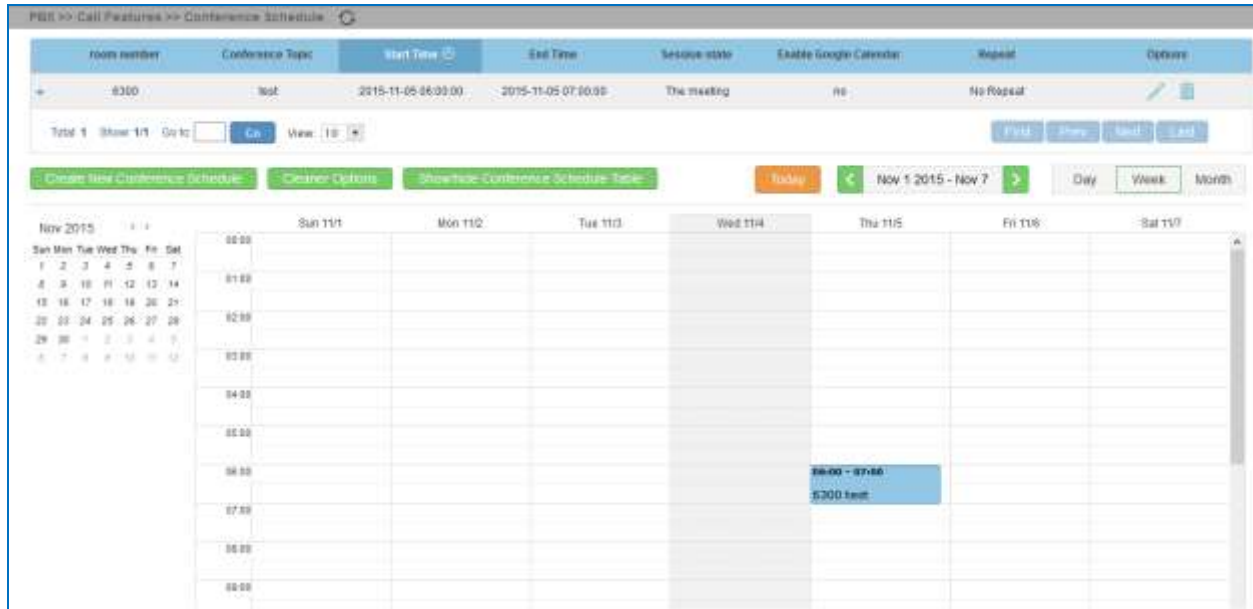 PBX >> Call Features >> Conference Schedule
room number Conference Topic Start Time End Time Session state Enable Google Calendar Repeat Options
+ 6300 test 2015-11-05 06:00:00 2015-11-05 07:00:00 The meeting no No Repeat
Total 1 Show 1/1 Go to Go View: 10 First Prev Next Last
Create New Conference Schedule Cleaner Options Show/hide Conference Schedule Table Today < Nov 1 2015 - Nov 7 > Day Week Month
Nov 2015 Sun 11/1 Mon 11/2 Tue 11/3 Wed 11/4 Thu 11/5 Fri 11/6 Sat 11/7
Sun Mon Tue Wed Thu Fri Sat
1 2 3 4 5 6 7
8 9 10 11 12 13 14
15 16 17 18 19 20 21
22 23 24 25 26 27 28
29 30 1 2 3 4 5
6 7 8 9 10 11 12
00:00
01:00
02:00
03:00
04:00
05:00
06:00
06:00 - 07:00
6300 test
07:00
08:00
09:00